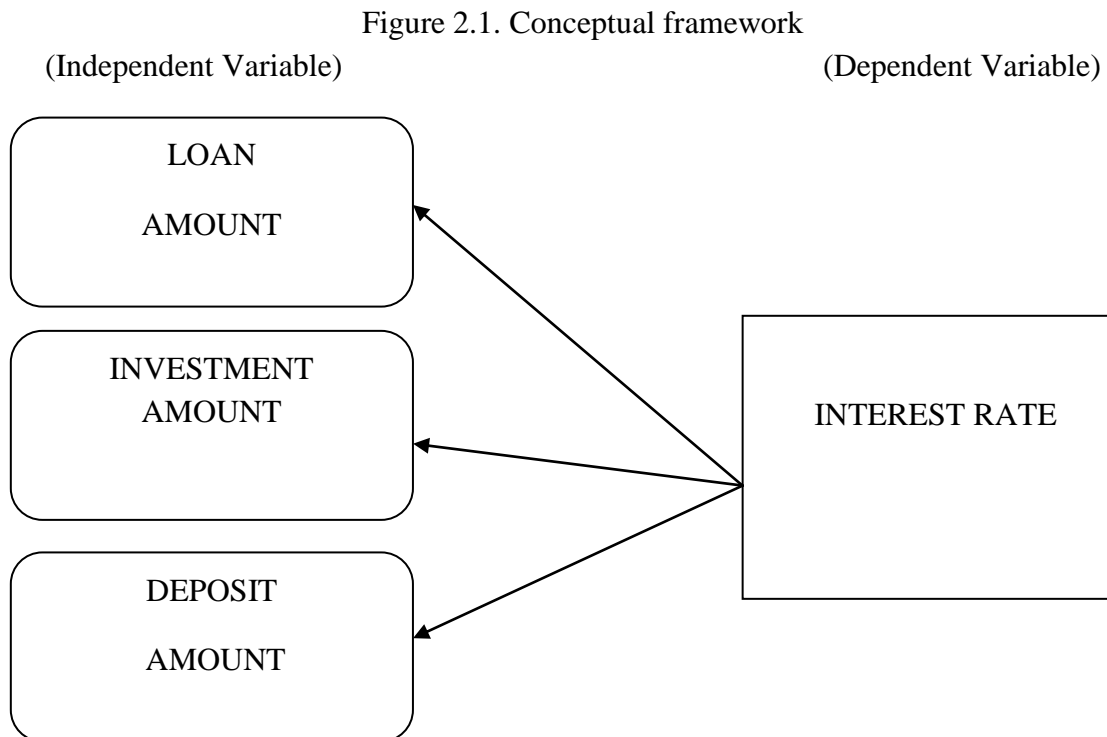 Figure 2.1. Conceptual framework
(Independent Variable) (Dependent Variable)
LOAN
AMOUNT
INVESTMENT
AMOUNT
INTEREST RATE
DEPOSIT
AMOUNT